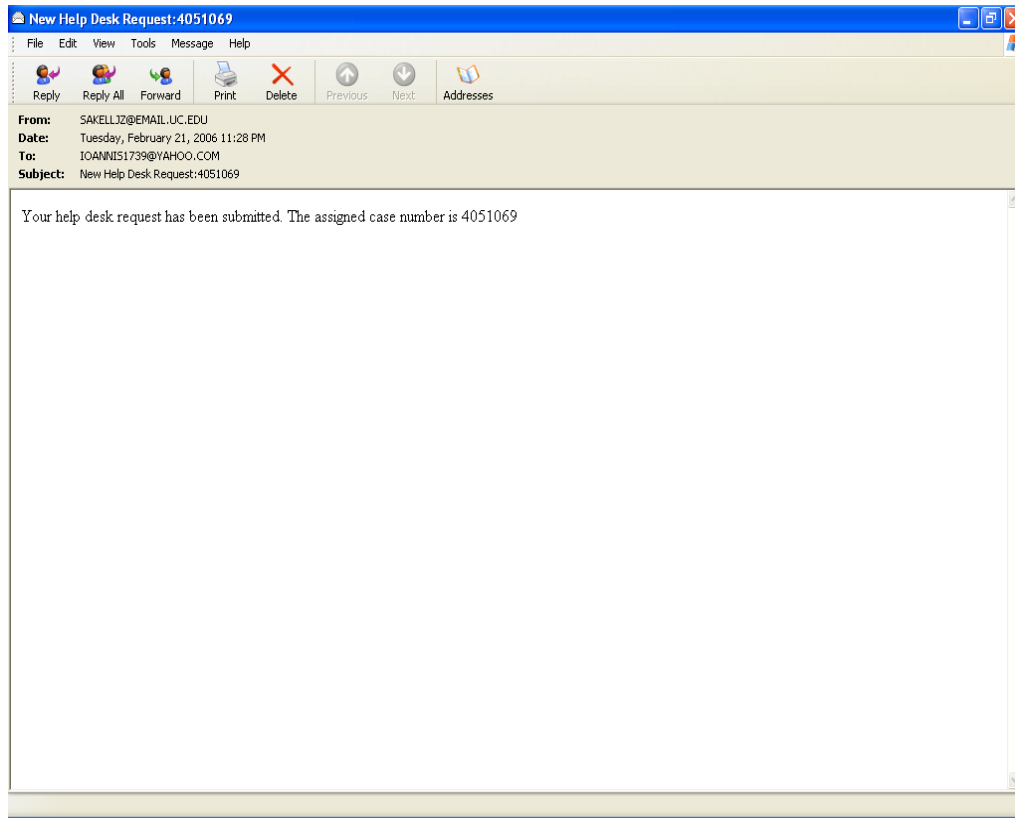 New Help Desk Request:4051069
File Edit View Tools Message Help
Reply Reply All Forward Print Delete Previous Next Addresses
From: SAKELLJZ@EMAIL.UC.EDU
Date: Tuesday, February 21, 2006 11:28 PM
To: IOANNIS1739@YAHOO.COM
Subject: New Help Desk Request:4051069
Your help desk request has been submitted. The assigned case number is 4051069